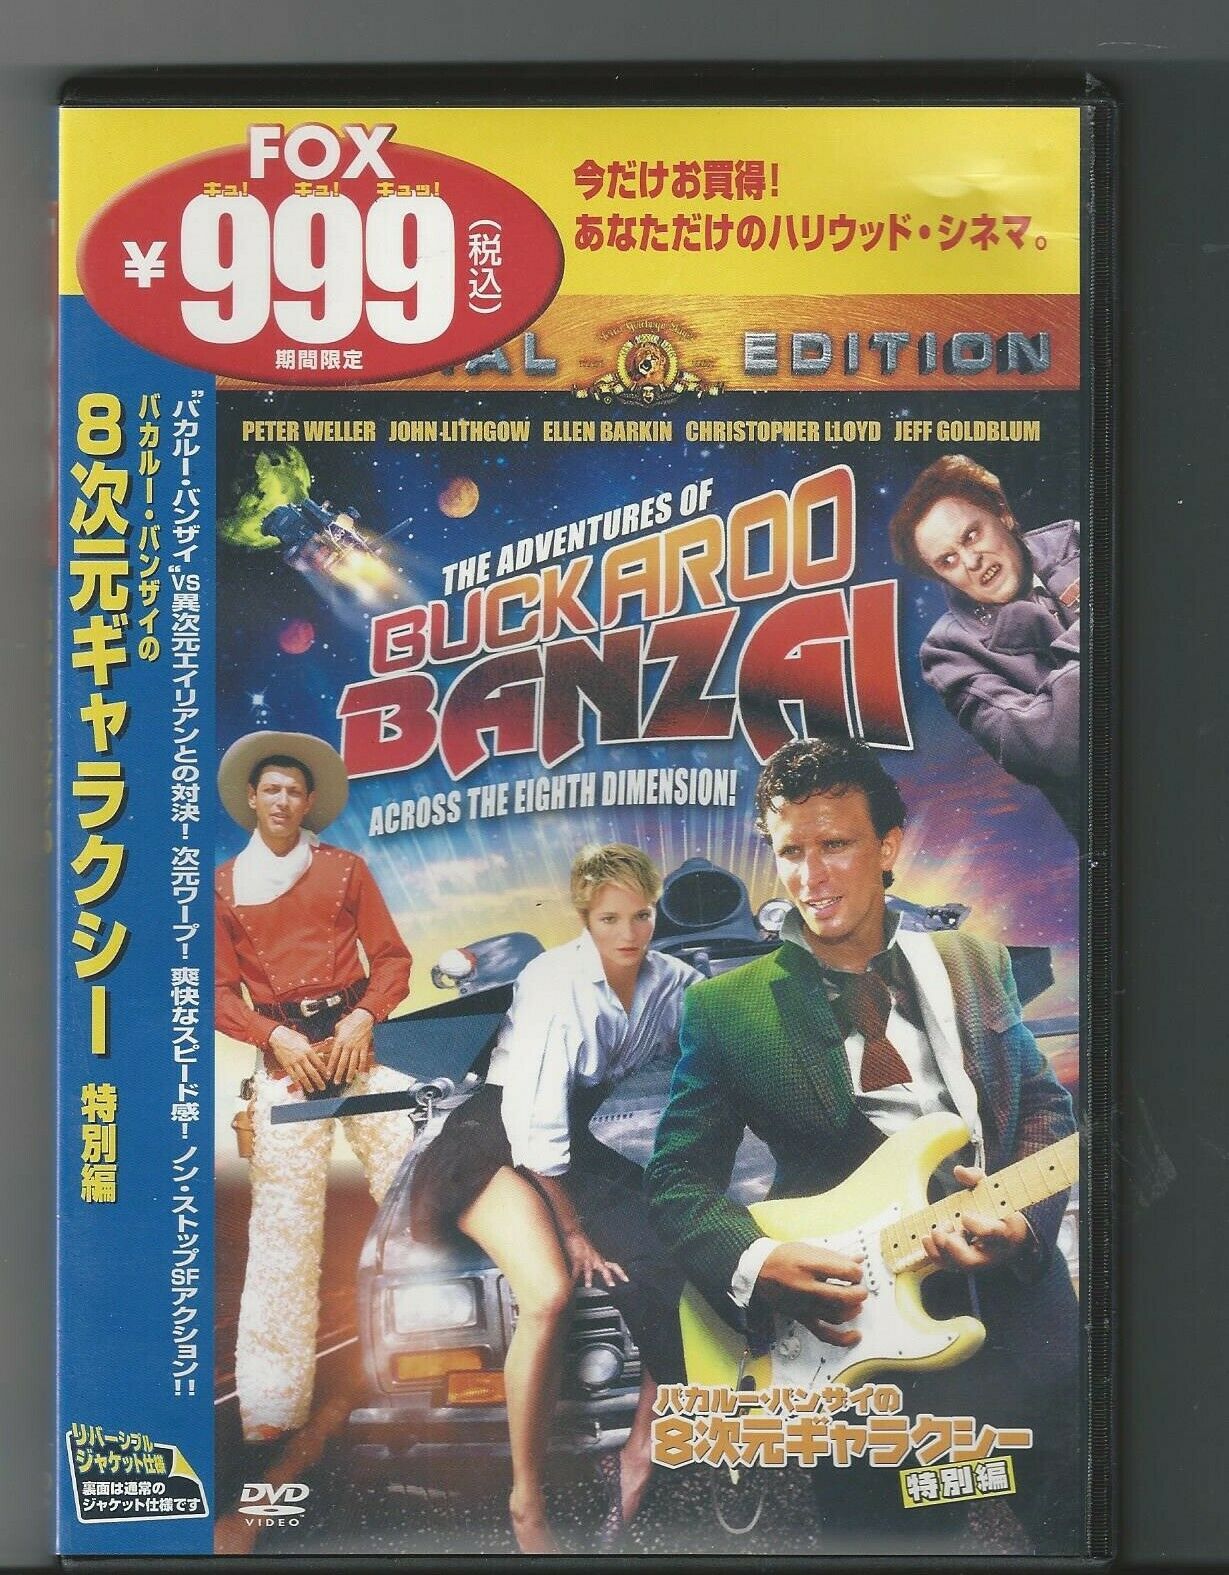 FOX
キュ! キュ! キュッ!
¥999(税込)
期間限定
今だけお買得!
あなただけのハリウッド・シネマ。
IAL EDITION
PETER WELLER JOHN LITHGOW ELLEN BARKIN CHRISTOPHER LLOYD JEFF GOLDBLUM
THE ADVENTURES OF
BUCKAROO
BANZAI
ACROSS THE EIGHTH DIMENSION!
"バカルー・バンザイ"VS異次元エイリアンとの対決! 次元ワープ! 爽快なスピード感! ノン・ストップSFアクション!!
バカルー・バンザイの
8次元ギャラクシー 特別編
バカルー・バンザイの
8次元ギャラクシー
特別編
リバーシブル
ジャケット仕様
裏面は通常の
ジャケット仕様です
DVD
VIDEO